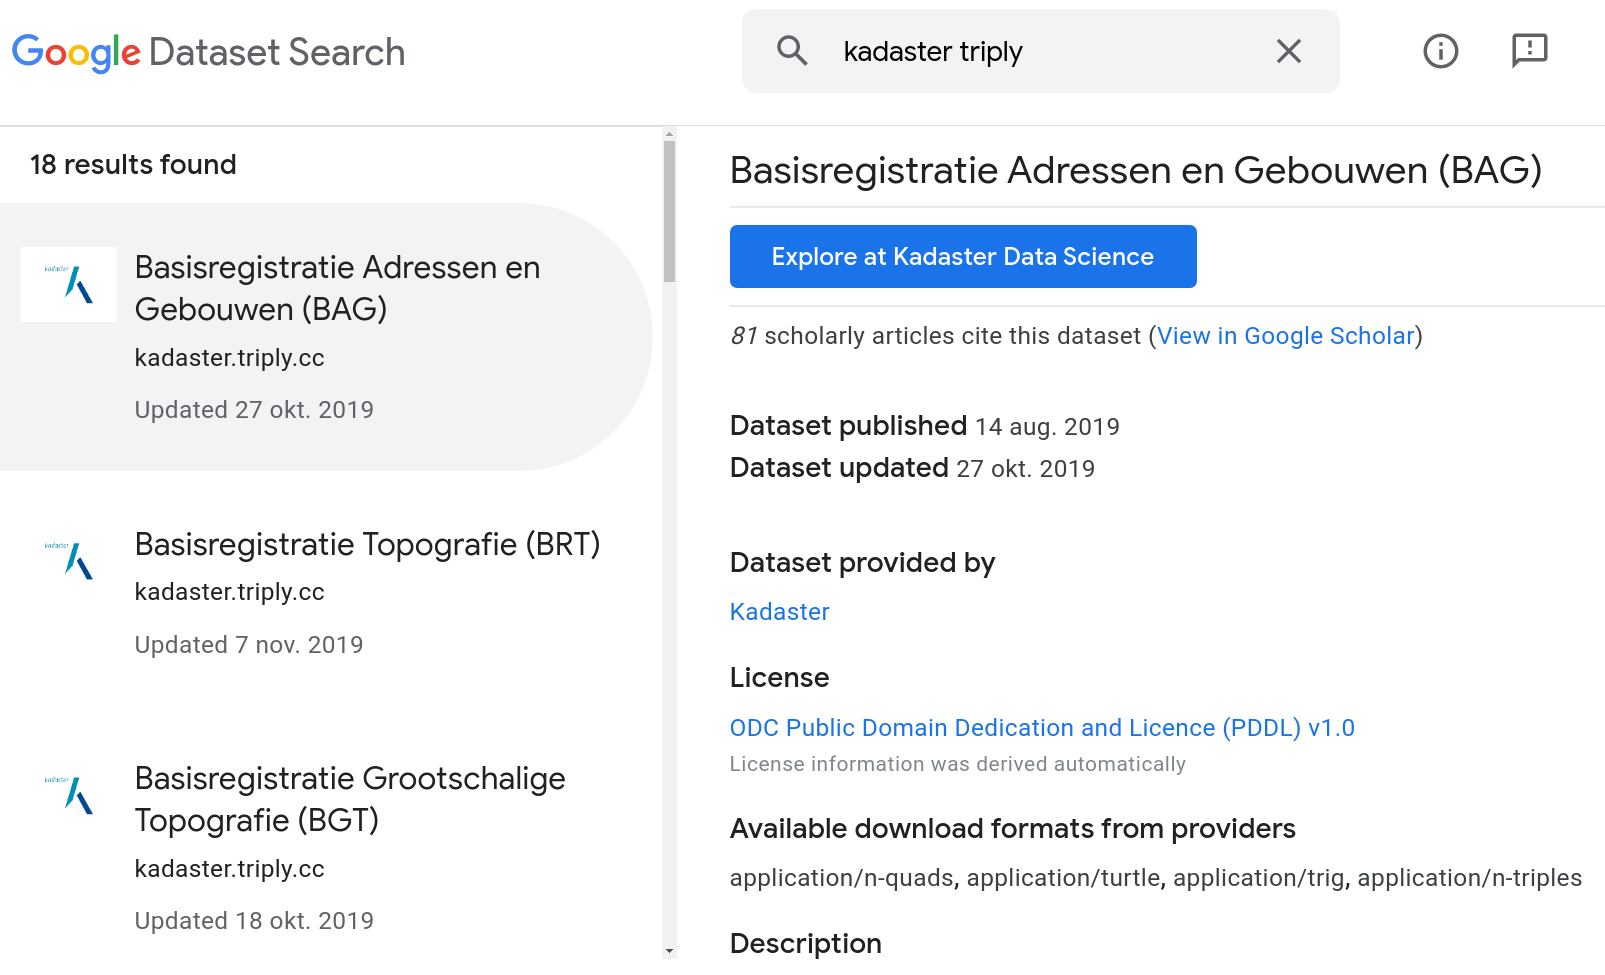 Google Dataset Search
kadaster triply
18 results found
kadaster
Basisregistratie Adressen en
Gebouwen (BAG)
kadaster.triply.cc
Updated 27 okt. 2019
kadaster
Basisregistratie Topografie (BRT)
kadaster.triply.cc
Updated 7 nov. 2019
kadaster
Basisregistratie Grootschalige
Topografie (BGT)
kadaster.triply.cc
Updated 18 okt. 2019
Basisregistratie Adressen en Gebouwen (BAG)
Explore at Kadaster Data Science
81 scholarly articles cite this dataset (View in Google Scholar)
Dataset published 14 aug. 2019
Dataset updated 27 okt. 2019
Dataset provided by
Kadaster
License
ODC Public Domain Dedication and Licence (PDDL) v1.0
License information was derived automatically
Available download formats from providers
application/n-quads, application/turtle, application/trig, application/n-triples
Description